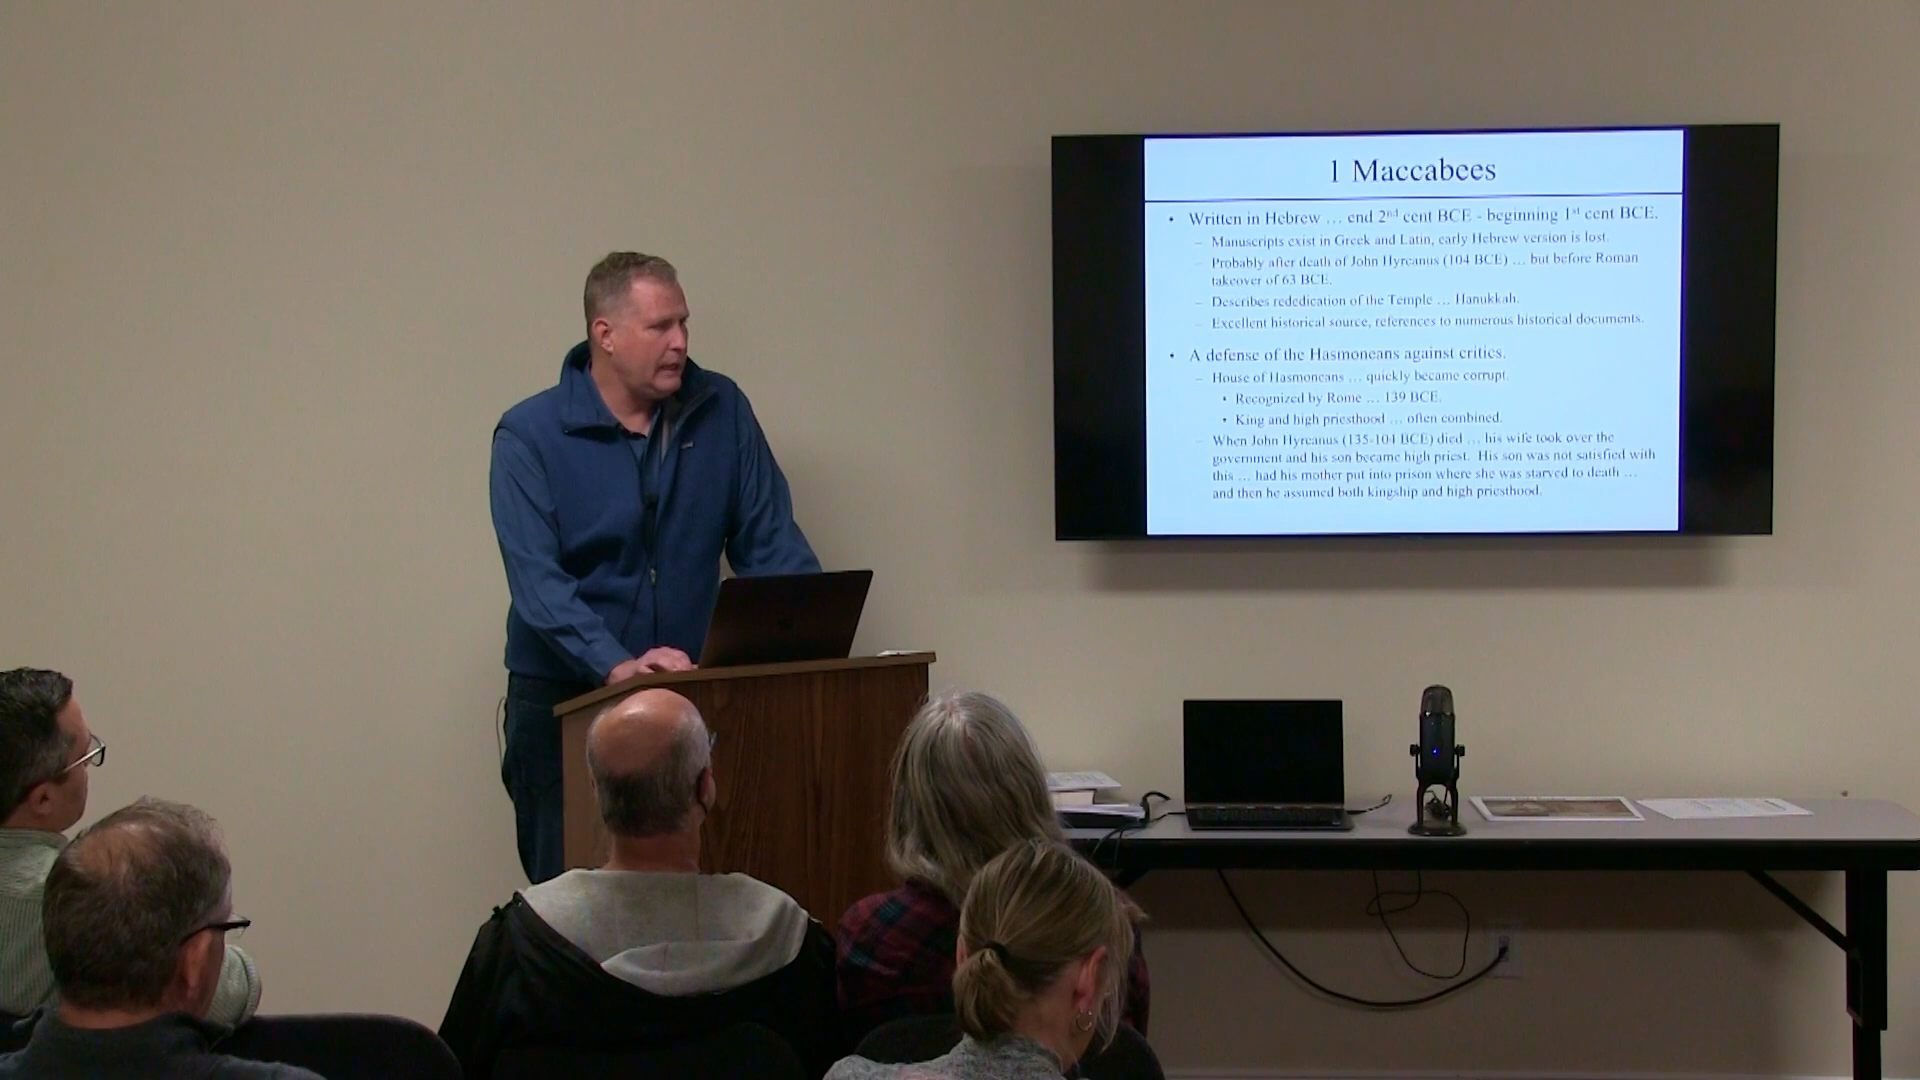 1 Maccabees
• Written in Hebrew … end 2nd cent BCE - beginning 1st cent BCE.
– Manuscripts exist in Greek and Latin, early Hebrew version is lost.
– Probably after death of John Hyrcanus (104 BCE) … but before Roman
takeover of 63 BCE.
– Describes rededication of the Temple … Hanukkah.
– Excellent historical source, references to numerous historical documents.
• A defense of the Hasmoneans against critics.
– House of Hasmoneans … quickly became corrupt.
• Recognized by Rome … 139 BCE.
• King and high priesthood … often combined.
– When John Hyrcanus (135-104 BCE) died … his wife took over the
government and his son became high priest. His son was not satisfied with
this … had his mother put into prison where she was starved to death …
and then he assumed both kingship and high priesthood.